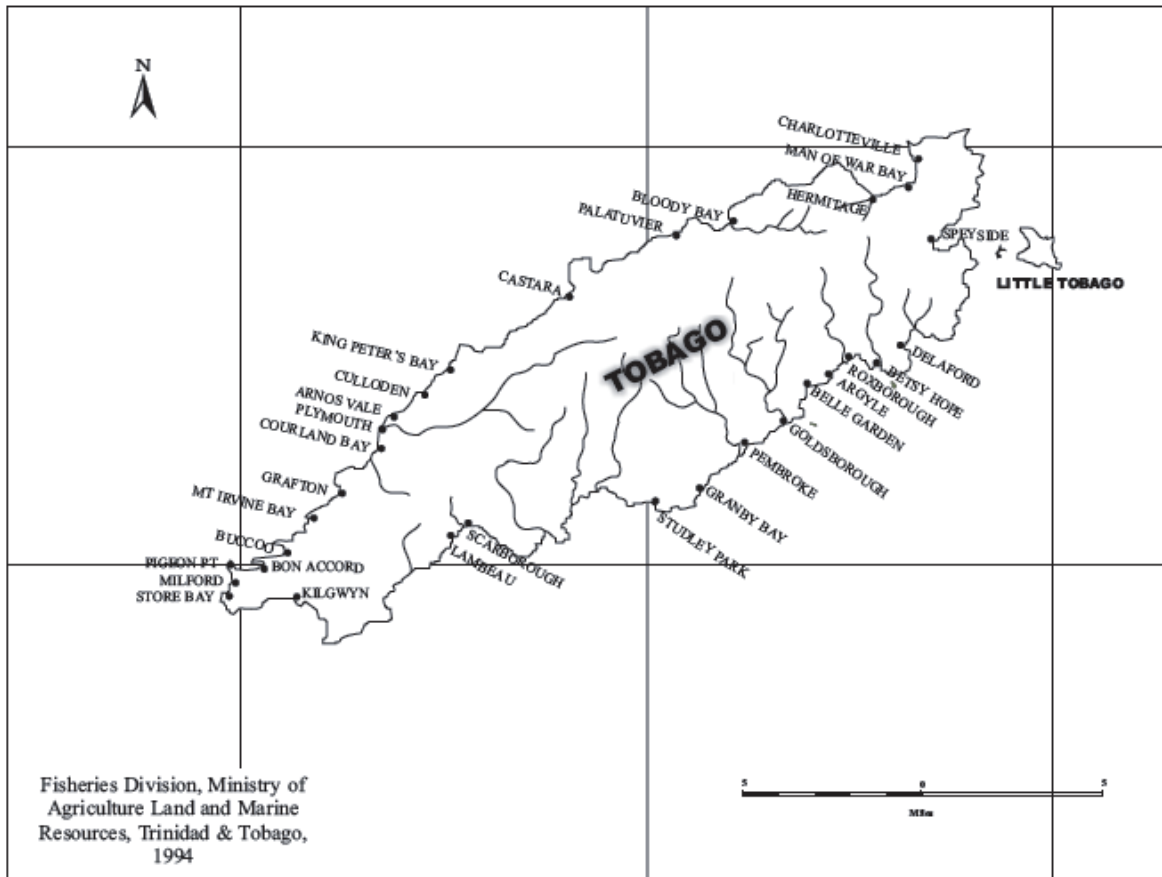 N
CHARLOTTEVILLE
MAN OF WAR BAY
HERMITAGE
BLOODY BAY
PALATUVIER
SPEYSIDE
LITTLE TOBAGO
CASTARA
TOBAGO
KING PETER'S BAY
CULLODEN
ARNOS VALE
PLYMOUTH
COURLAND BAY
GRAFTON
MT IRVINE BAY
BUCCOO
PIGEON PT
BON ACCORD
MILFORD
STORE BAY
KILGWYN
LAMBEAU
SCARBOROUGH
STUDLEY PARK
GRANBY BAY
PEMBROKE
GOLDSBOROUGH
BELLE GARDEN
ARGYLE
ROXBOROUGH
BETSY HOPE
DELAFORD
Fisheries Division, Ministry of
Agriculture Land and Marine
Resources, Trinidad & Tobago,
1994
5 0 5
Miles